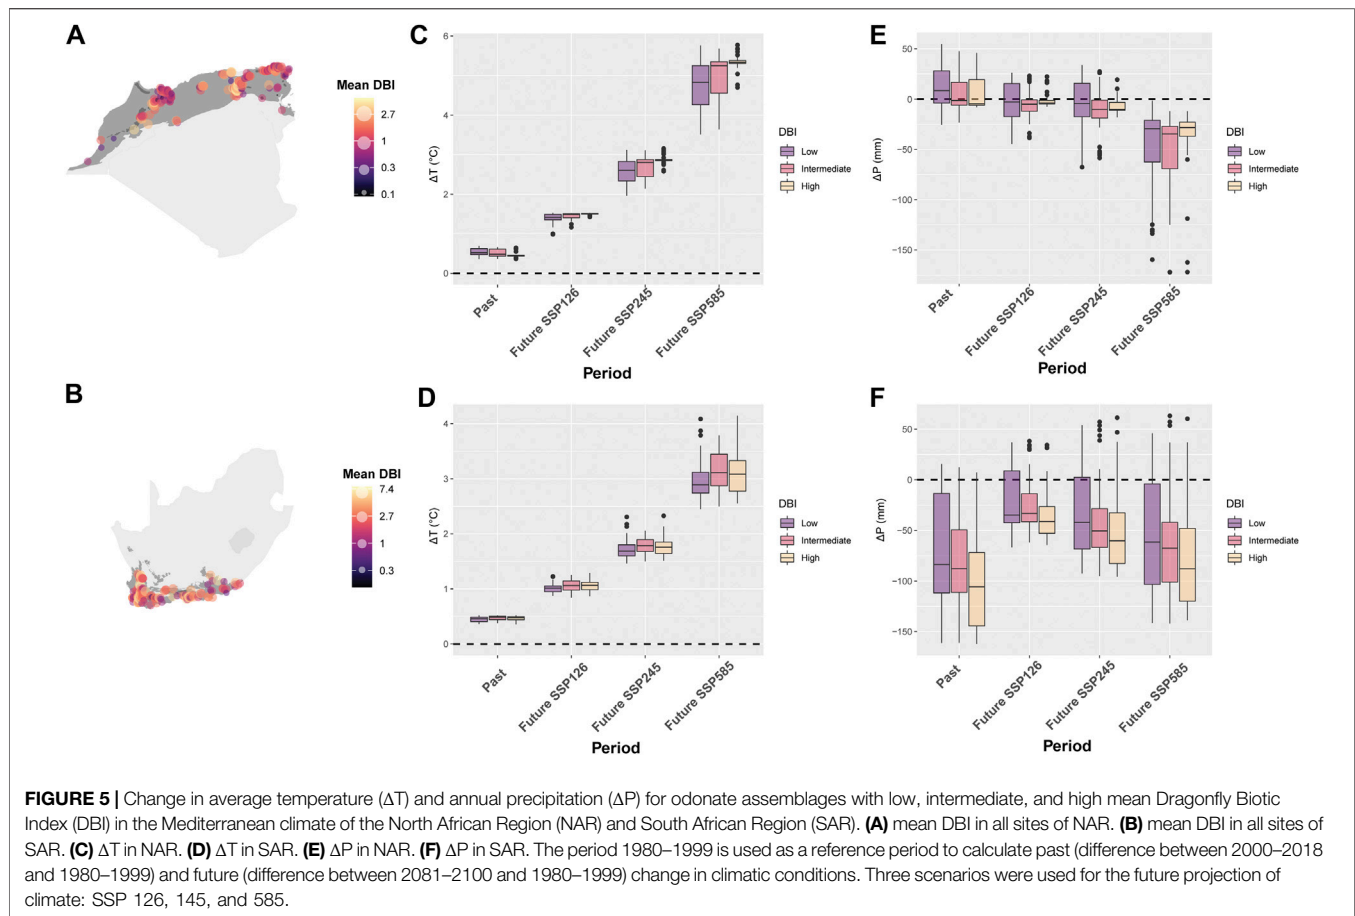 A
Mean DBI
2.7
1
0.3
0.1
C
6
4
2
0
ΔT (°C)
Past
Future SSP126
Future SSP245
Future SSP585
Period
DBI
Low
Intermediate
High
E
50
0
−50
−100
−150
ΔP (mm)
Past
Future SSP126
Future SSP245
Future SSP585
Period
DBI
Low
Intermediate
High
B
Mean DBI
7.4
2.7
1
0.3
D
4
3
2
1
0
ΔT (°C)
Past
Future SSP126
Future SSP245
Future SSP585
Period
DBI
Low
Intermediate
High
F
50
0
−50
−100
−150
ΔP (mm)
Past
Future SSP126
Future SSP245
Future SSP585
Period
DBI
Low
Intermediate
High
FIGURE 5 | Change in average temperature (ΔT) and annual precipitation (ΔP) for odonate assemblages with low, intermediate, and high mean Dragonfly Biotic
Index (DBI) in the Mediterranean climate of the North African Region (NAR) and South African Region (SAR). (A) mean DBI in all sites of NAR. (B) mean DBI in all sites of
SAR. (C) ΔT in NAR. (D) ΔT in SAR. (E) ΔP in NAR. (F) ΔP in SAR. The period 1980–1999 is used as a reference period to calculate past (difference between 2000–2018
and 1980–1999) and future (difference between 2081–2100 and 1980–1999) change in climatic conditions. Three scenarios were used for the future projection of
climate: SSP 126, 145, and 585.